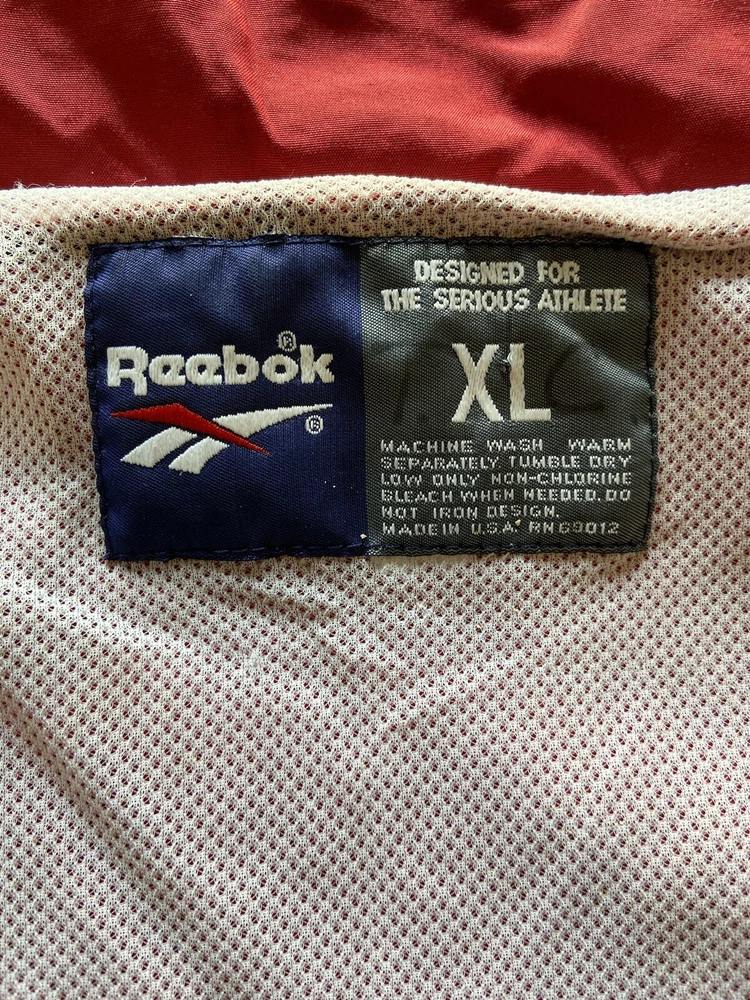 Reebok®
®
DESIGNED FOR
THE SERIOUS ATHLETE
XL
MACHINE WASH WARM
SEPARATELY TUMBLE DRY
LOW ONLY NON-CHLORINE
BLEACH WHEN NEEDED. DO
NOT IRON DESIGN.
MADE IN U.S.A. RN69012